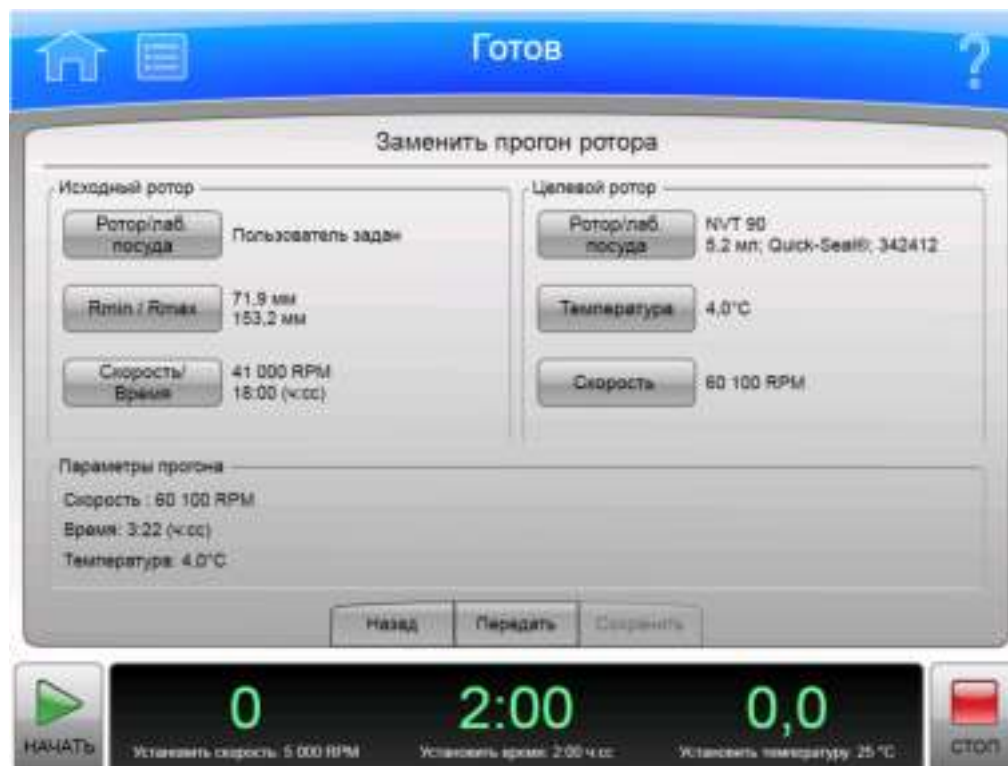 Готов
Заменить прогон ротора
Исходный ротор
Ротор/лаб. посуда
Пользователь задан
Rmin / Rmax
71,9 мм
153,2 мм
Скорость/
Время
41 000 RPM
18:00 (ч:сс)
Целевой ротор
Ротор/лаб. посуда
NVT 90
5,2 мл; Quick-Seal®; 342412
Температура
4,0°C
Скорость
60 100 RPM
Параметры прогона
Скорость : 60 100 RPM
Время: 3:22 (ч:сс)
Температура: 4,0°C
Назад
Передать
Сохранить
НАЧАТЬ
0
Установить скорость: 5 000 RPM
2:00
Установить время: 2:00 ч:сс
0,0
Установить температуру: 25 °C
СТОП